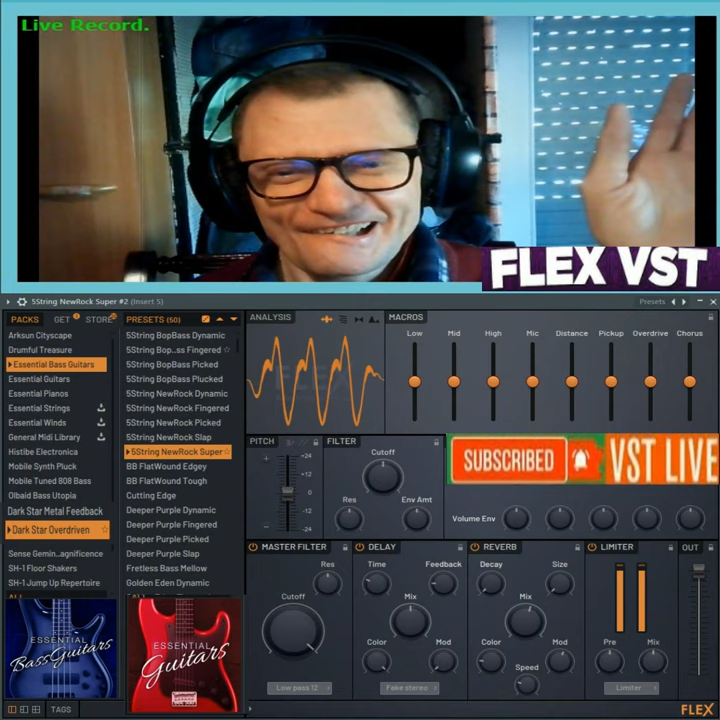 Live Record.
FLEX VST
5String NewRock Super #2 (Insert 5)
Presets
PACKS
GET
STORE
Arksun Cityscape
Drumful Treasure
Essential Bass Guitars
Essential Guitars
Essential Pianos
Essential Strings
Essential Winds
General Midi Library
Histibe Electronica
Mobile Synth Pluck
Mobile Tuned 808 Bass
Olbaid Bass Utopia
Dark Star Metal Feedback
Dark Star Overdriven
Sense Gemin..agnificence
SH-1 Floor Shakers
SH-1 Jump Up Repertoire
PRESETS (50)
5String BopBass Dynamic
5String Bop..ss Fingered
5String BopBass Picked
5String BopBass Plucked
5String NewRock Dynamic
5String NewRock Fingered
5String NewRock Picked
5String NewRock Slap
5String NewRock Super
BB FlatWound Edgey
BB FlatWound Tough
Cutting Edge
Deeper Purple Dynamic
Deeper Purple Fingered
Deeper Purple Picked
Deeper Purple Slap
Fretless Bass Mellow
Golden Eden Dynamic
ANALYSIS
MACROS
Low Mid High Mic Distance Pickup Overdrive Chorus
PITCH
+24
+12
0
-12
-24
FILTER
Cutoff
Res
Env Amt
SUBSCRIBED
VST LIVE
Volume Env
MASTER FILTER
Res
Cutoff
Low pass 12
DELAY
Time
Feedback
Mix
Color
Mod
Fake stereo
REVERB
Decay
Size
Mix
Color
Mod
Speed
LIMITER
Pre
Mix
Limiter
OUT
ESSENTIAL
Bass Guitars
ESSENTIAL
Guitars
TAGS
FLEX